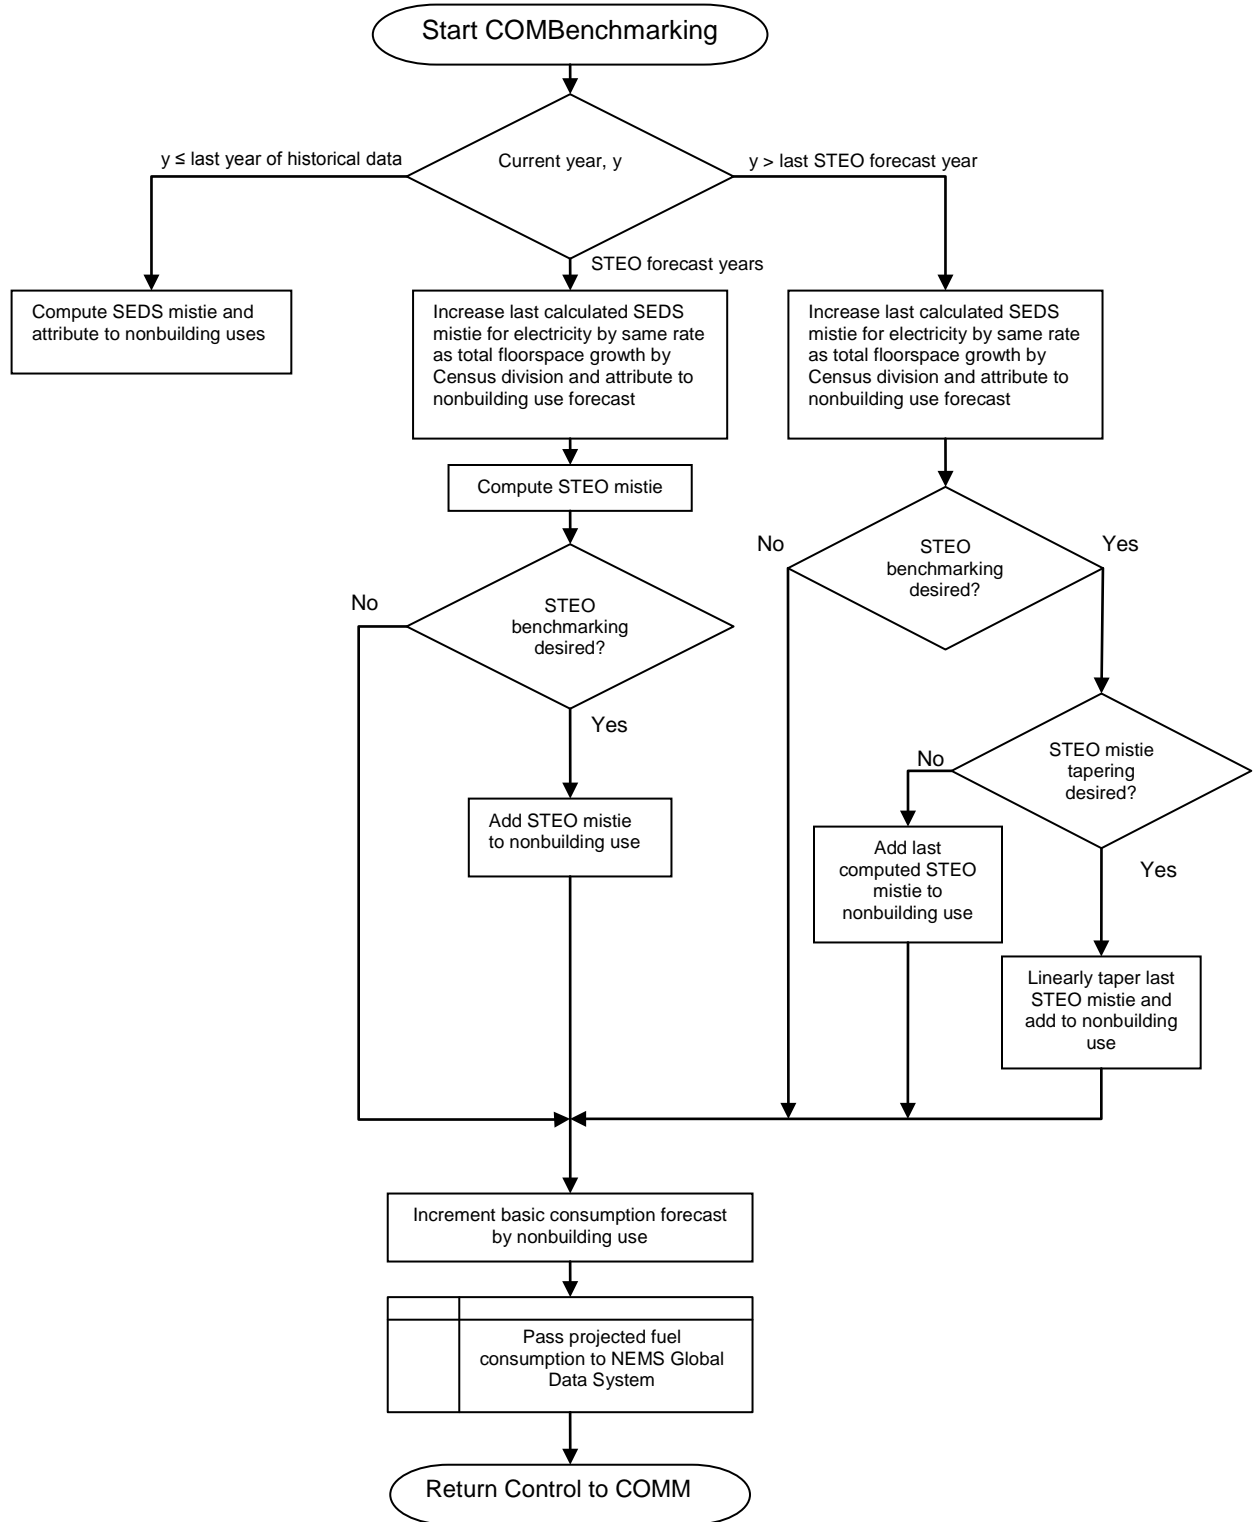 Start COMBenchmarking
Current year, y
y ≤ last year of historical data
y > last STEO forecast year
STEO forecast years
Compute SEDS mistie and
attribute to nonbuilding uses
Increase last calculated SEDS
mistie for electricity by same rate
as total floorspace growth by
Census division and attribute to
nonbuilding use forecast
Increase last calculated SEDS
mistie for electricity by same rate
as total floorspace growth by
Census division and attribute to
nonbuilding use forecast
Compute STEO mistie
No
STEO
benchmarking
desired?
Yes
No
STEO
benchmarking
desired?
Yes
Add STEO mistie
to nonbuilding use
No
STEO mistie
tapering
desired?
Yes
Add last
computed STEO
mistie to
nonbuilding use
Linearly taper last
STEO mistie and
add to nonbuilding
use
Increment basic consumption forecast
by nonbuilding use
Pass projected fuel
consumption to NEMS Global
Data System
Return Control to COMM